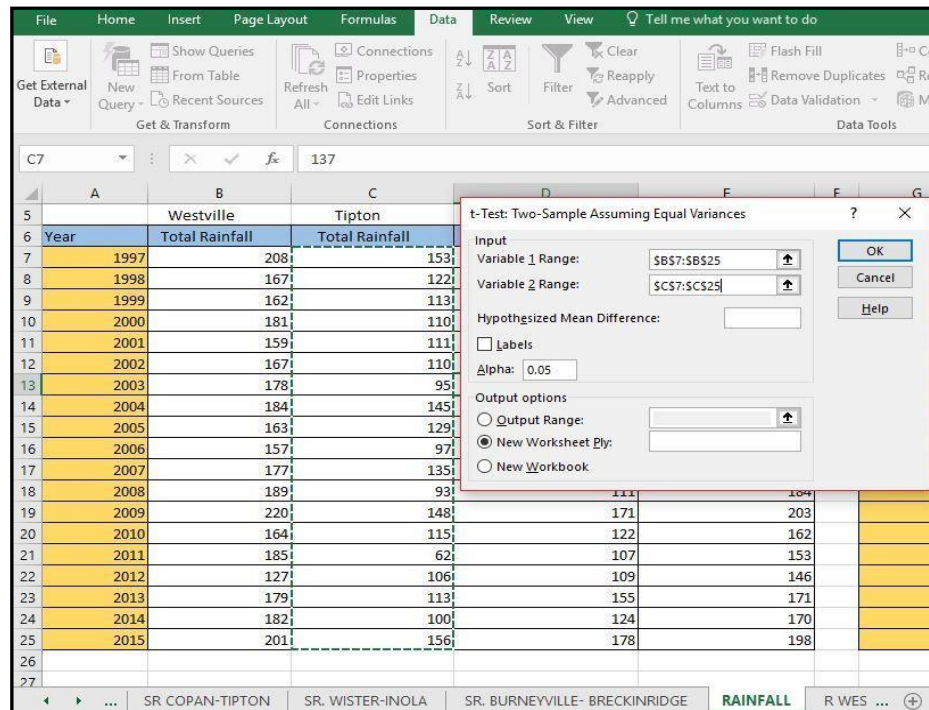 File Home Insert Page Layout Formulas Data Review View Tell me what you want to do
Get External Data
New Query
Show Queries
From Table
Recent Sources
Get & Transform
Refresh All
Connections
Properties
Edit Links
Connections
Sort
Filter
Clear
Reapply
Advanced
Sort & Filter
Text to Columns
Flash Fill
Remove Duplicates
Data Validation
Data Tools
C7 fx 137
A B C D E F G
5 Westville Tipton
6 Year Total Rainfall Total Rainfall
7 1997 208 153
8 1998 167 122
9 1999 162 113
10 2000 181 110
11 2001 159 111
12 2002 167 110
13 2003 178 95
14 2004 184 145
15 2005 163 129
16 2006 157 97
17 2007 177 135
18 2008 189 93 111 184
19 2009 220 148 171 203
20 2010 164 115 122 162
21 2011 185 62 107 153
22 2012 127 106 109 146
23 2013 179 113 155 171
24 2014 182 100 124 170
25 2015 201 156 178 198
26
27
t-Test: Two-Sample Assuming Equal Variances ? ×
Input
Variable 1 Range: $B$7:$B$25
Variable 2 Range: $C$7:$C$25
Hypothesized Mean Difference:
Labels
Alpha: 0.05
Output options
Output Range:
New Worksheet Ply:
New Workbook
OK
Cancel
Help
... SR COPAN-TIPTON SR. WISTER-INOLA SR. BURNEYVILLE- BRECKINRIDGE RAINFALL R WES ...